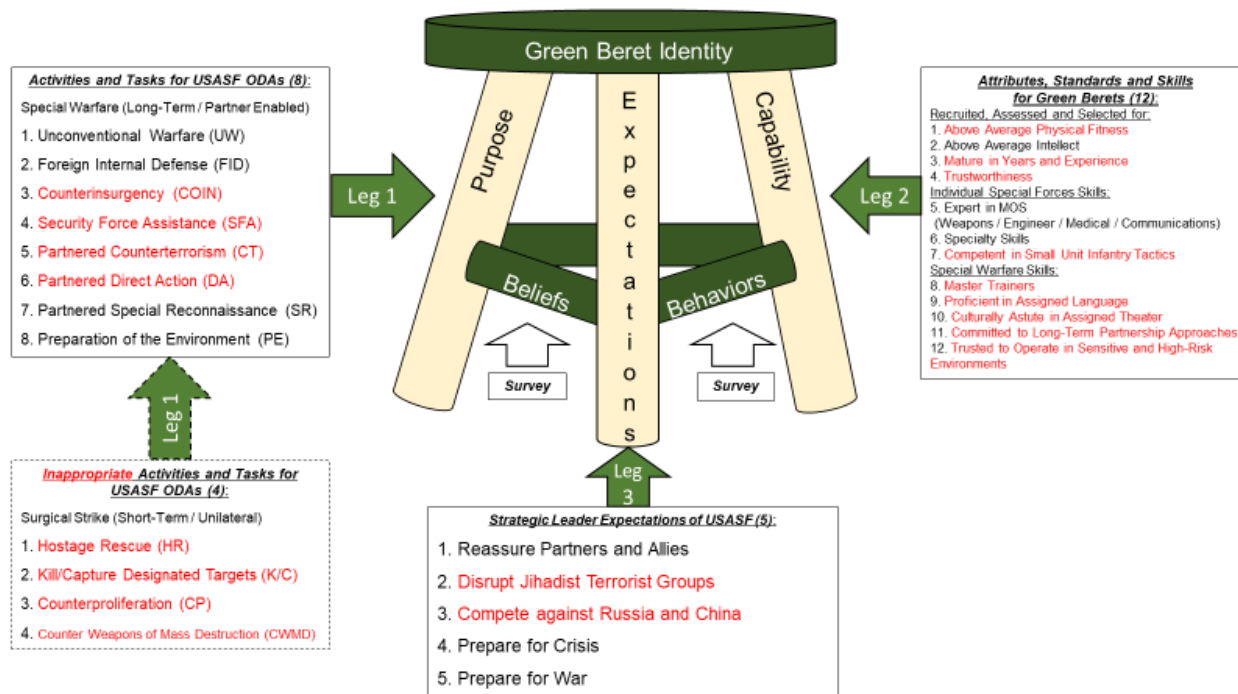 Green Beret Identity
Purpose
Expectations
Capability
Beliefs
Behaviors
Survey
Survey
Leg 1
Leg 2
Leg 1
Leg
3
Activities and Tasks for USASF ODAs (8):
Special Warfare (Long-Term / Partner Enabled)
1. Unconventional Warfare (UW)
2. Foreign Internal Defense (FID)
3. Counterinsurgency (COIN)
4. Security Force Assistance (SFA)
5. Partnered Counterterrorism (CT)
6. Partnered Direct Action (DA)
7. Partnered Special Reconnaissance (SR)
8. Preparation of the Environment (PE)
Inappropriate Activities and Tasks for
USASF ODAs (4):
Surgical Strike (Short-Term / Unilateral)
1. Hostage Rescue (HR)
2. Kill/Capture Designated Targets (K/C)
3. Counterproliferation (CP)
4. Counter Weapons of Mass Destruction (CWMD)
Attributes, Standards and Skills
for Green Berets (12):
Recruited, Assessed and Selected for:
1. Above Average Physical Fitness
2. Above Average Intellect
3. Mature in Years and Experience
4. Trustworthiness
Individual Special Forces Skills:
5. Expert in MOS
(Weapons / Engineer / Medical / Communications)
6. Specialty Skills
7. Competent in Small Unit Infantry Tactics
Special Warfare Skills:
8. Master Trainers
9. Proficient in Assigned Language
10. Culturally Astute in Assigned Theater
11. Committed to Long-Term Partnership Approaches
12. Trusted to Operate in Sensitive and High-Risk
Environments
Strategic Leader Expectations of USASF (5):
1. Reassure Partners and Allies
2. Disrupt Jihadist Terrorist Groups
3. Compete against Russia and China
4. Prepare for Crisis
5. Prepare for War